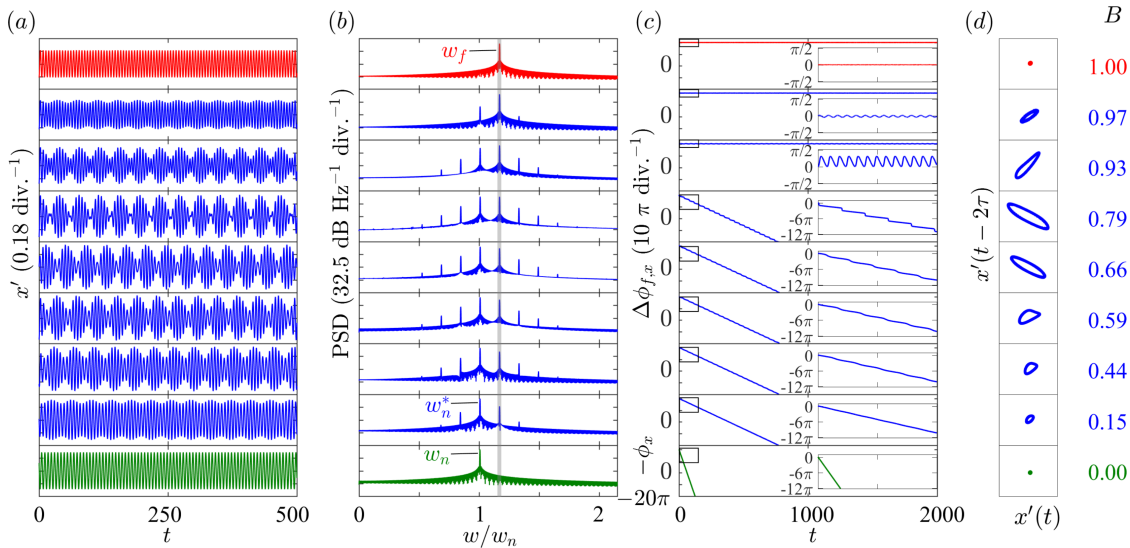 (a) (b) (c) (d) B
x′ (0.18 div.⁻¹)
PSD (32.5 dB Hz⁻¹ div.⁻¹)
Δϕ_{f,x} (10 π div.⁻¹)
x′(t − 2τ)
w_f
0
π/2
0
-π/2
1.00
0
π/2
0
-π/2
0.97
0
π/2
0
-π/2
0.93
0
0
-6π
-12π
0.79
0
0
-6π
-12π
0.66
0
0
-6π
-12π
0.59
0
0
-6π
-12π
0.44
w_n^*
0
0
-6π
-12π
0.15
w_n
−ϕ_x
0
−20π
0
-6π
-12π
0.00
0 250 500
t
0 1 2
w/w_n
0 1000 2000
t
x′(t)